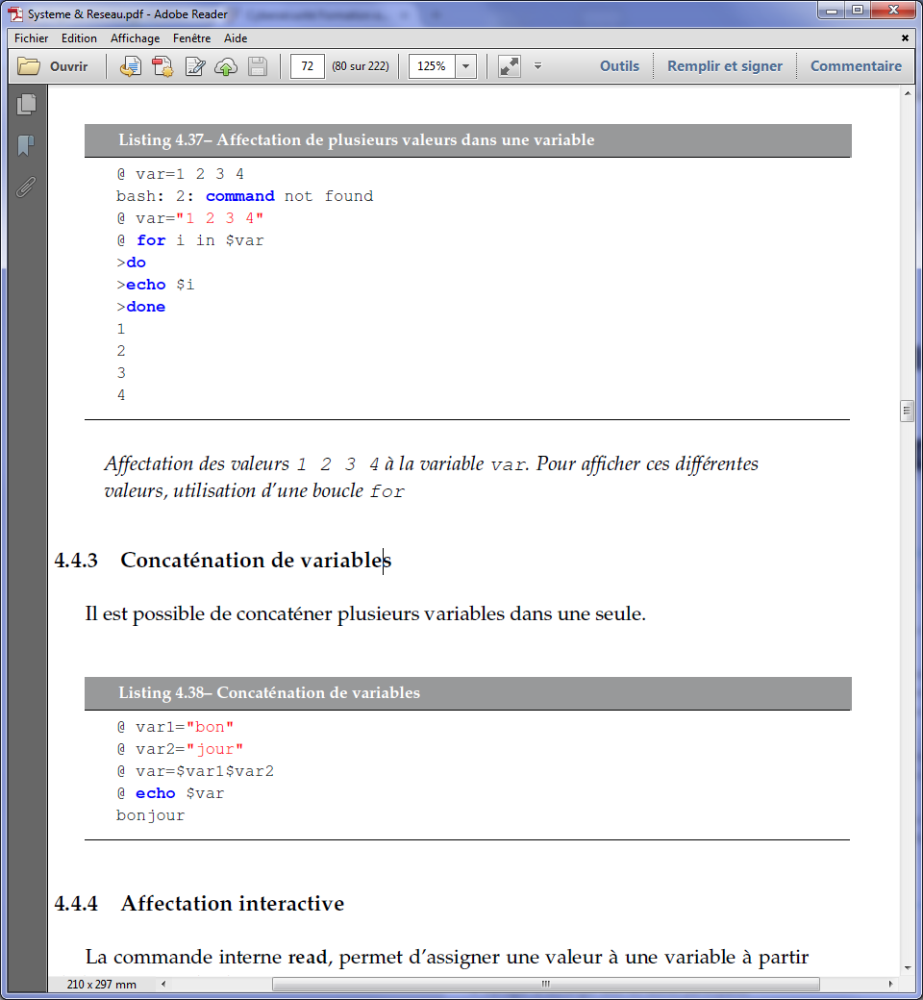 Systeme & Reseau.pdf - Adobe Reader
Fichier Edition Affichage Fenêtre Aide
Ouvrir 72 (80 sur 222) 125% Outils Remplir et signer Commentaire
Listing 4.37– Affectation de plusieurs valeurs dans une variable
@ var=1 2 3 4
bash: 2: command not found
@ var="1 2 3 4"
@ for i in $var
>do
>echo $i
>done
1
2
3
4
Affectation des valeurs 1 2 3 4 à la variable var. Pour afficher ces différentes
valeurs, utilisation d'une boucle for
4.4.3 Concaténation de variables
Il est possible de concaténer plusieurs variables dans une seule.
Listing 4.38– Concaténation de variables
@ var1="bon"
@ var2="jour"
@ var=$var1$var2
@ echo $var
bonjour
4.4.4 Affectation interactive
La commande interne read, permet d'assigner une valeur à une variable à partir
210 x 297 mm